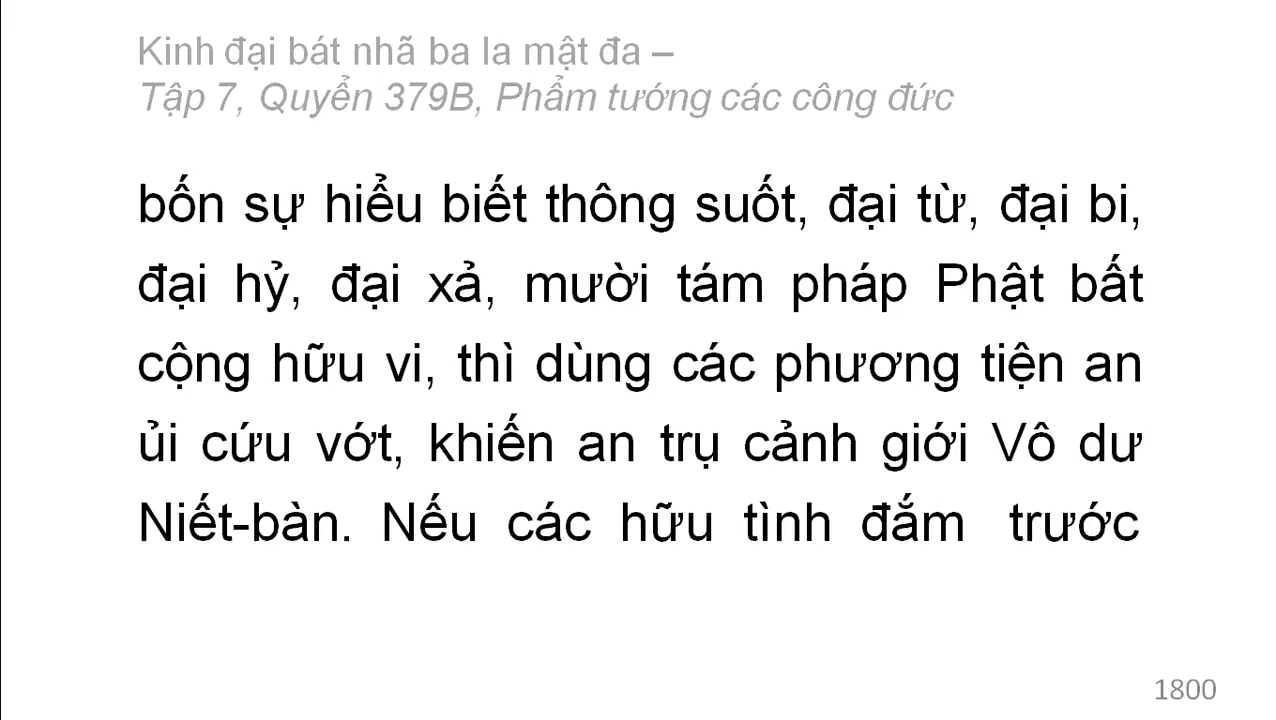 Kinh đại bát nhã ba la mật đa –
Tập 7, Quyển 379B, Phẩm tướng các công đức
bốn sự hiểu biết thông suốt, đại từ, đại bi,
đại hỷ, đại xả, mười tám pháp Phật bất
cộng hữu vi, thì dùng các phương tiện an
ủi cứu vớt, khiến an trụ cảnh giới Vô dư
Niết-bàn. Nếu các hữu tình đắm trước
1800